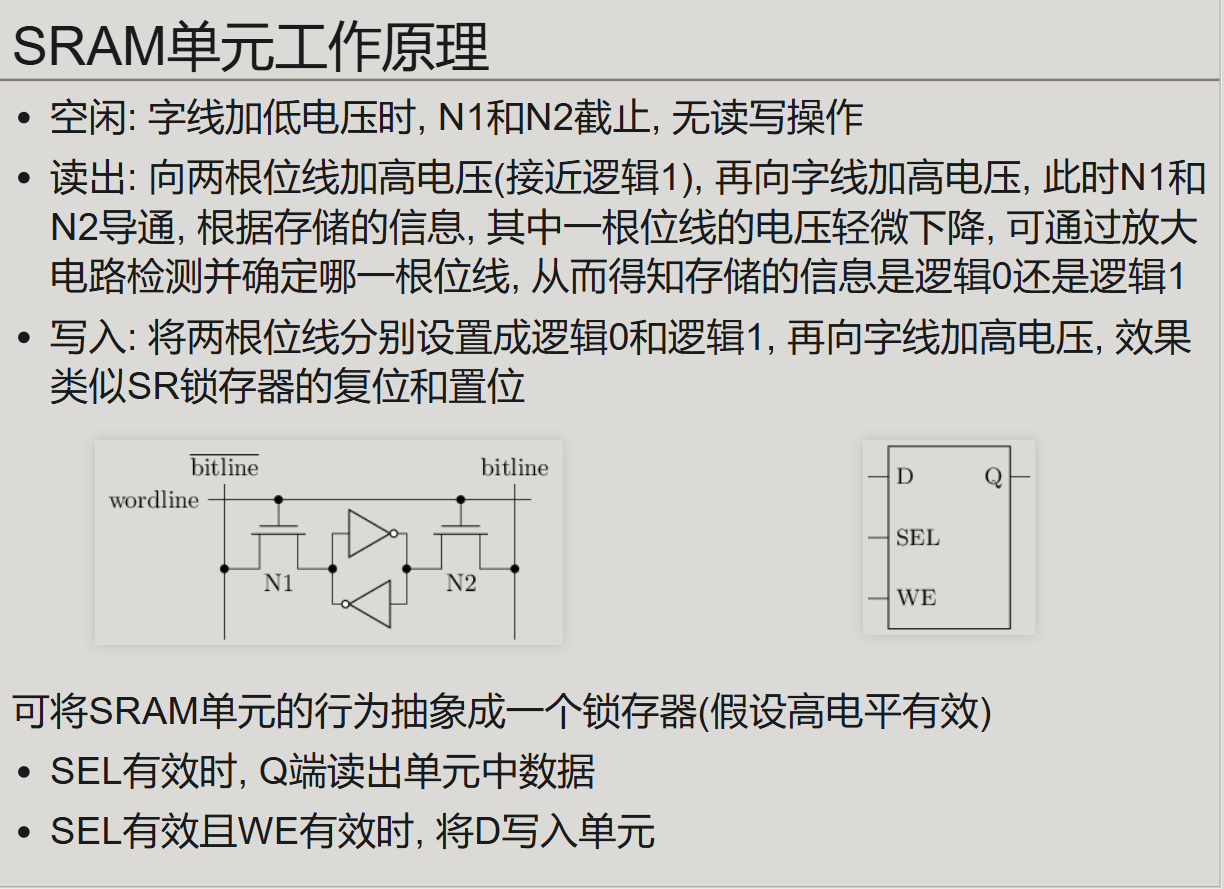 SRAM单元工作原理
• 空闲: 字线加低电压时, N1和N2截止, 无读写操作
• 读出: 向两根位线加高电压(接近逻辑1), 再向字线加高电压, 此时N1和
N2导通, 根据存储的信息, 其中一根位线的电压轻微下降, 可通过放大
电路检测并确定哪一根位线, 从而得知存储的信息是逻辑0还是逻辑1
• 写入: 将两根位线分别设置成逻辑0和逻辑1, 再向字线加高电压, 效果
类似SR锁存器的复位和置位
bitline bitline
wordline
N1 N2
D Q
SEL
WE
可将SRAM单元的行为抽象成一个锁存器(假设高电平有效)
• SEL有效时, Q端读出单元中数据
• SEL有效且WE有效时, 将D写入单元